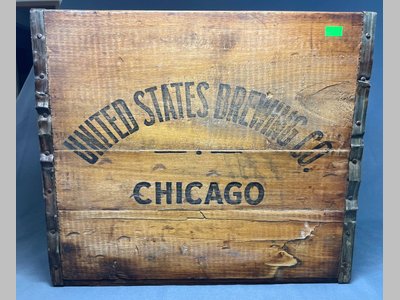 UNITED STATES BREWING CO.
CHICAGO